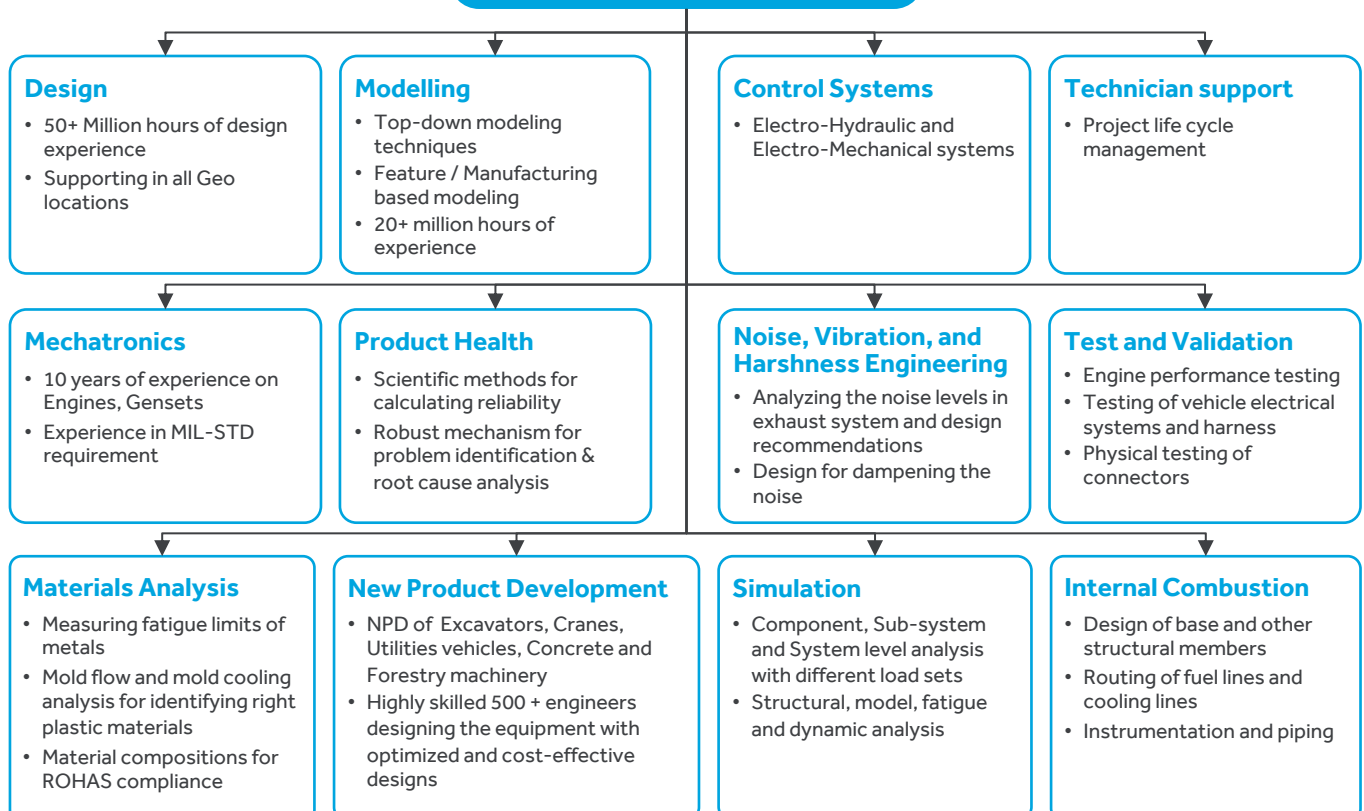 Design
• 50+ Million hours of design
experience
• Supporting in all Geo
locations
Modelling
• Top-down modeling
techniques
• Feature / Manufacturing
based modeling
• 20+ million hours of
experience
Control Systems
• Electro-Hydraulic and
Electro-Mechanical systems
Technician support
• Project life cycle
management
Mechatronics
• 10 years of experience on
Engines, Gensets
• Experience in MIL-STD
requirement
Product Health
• Scientific methods for
calculating reliability
• Robust mechanism for
problem identification &
root cause analysis
Noise, Vibration, and
Harshness Engineering
• Analyzing the noise levels in
exhaust system and design
recommendations
• Design for dampening the
noise
Test and Validation
• Engine performance testing
• Testing of vehicle electrical
systems and harness
• Physical testing of
connectors
Materials Analysis
• Measuring fatigue limits of
metals
• Mold flow and mold cooling
analysis for identifying right
plastic materials
• Material compositions for
ROHAS compliance
New Product Development
• NPD of Excavators, Cranes,
Utilities vehicles, Concrete and
Forestry machinery
• Highly skilled 500 + engineers
designing the equipment with
optimized and cost-effective
designs
Simulation
• Component, Sub-system
and System level analysis
with different load sets
• Structural, model, fatigue
and dynamic analysis
Internal Combustion
• Design of base and other
structural members
• Routing of fuel lines and
cooling lines
• Instrumentation and piping